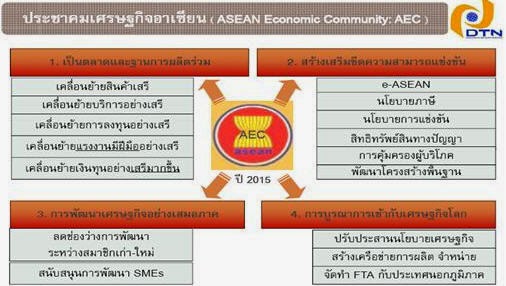 ประชาคมเศรษฐกิจอาเซียน ( ASEAN Economic Community: AEC )
DTN
1. เป็นตลาดและฐานการผลิตร่วม
เคลื่อนย้ายสินค้าเสรี
เคลื่อนย้ายบริการอย่างเสรี
เคลื่อนย้ายการลงทุนอย่างเสรี
เคลื่อนย้ายแรงงานมีฝีมืออย่างเสรี
เคลื่อนย้ายเงินทุนอย่างเสรีมากขึ้น
2. สร้างเสริมขีดความสามารถแข่งขัน
e-ASEAN
นโยบายภาษี
นโยบายการแข่งขัน
สิทธิทรัพย์สินทางปัญญา
การคุ้มครองผู้บริโภค
พัฒนาโครงสร้างพื้นฐาน
AEC
asean
ปี 2015
3. การพัฒนาเศรษฐกิจอย่างเสมอภาค
ลดช่องว่างการพัฒนา
ระหว่างสมาชิกเก่า-ใหม่
สนับสนุนการพัฒนา SMEs
4. การบูรณาการเข้ากับเศรษฐกิจโลก
ปรับประสานนโยบายเศรษฐกิจ
สร้างเครือข่ายการผลิต จำหน่าย
จัดทำ FTA กับประเทศนอกภูมิภาค